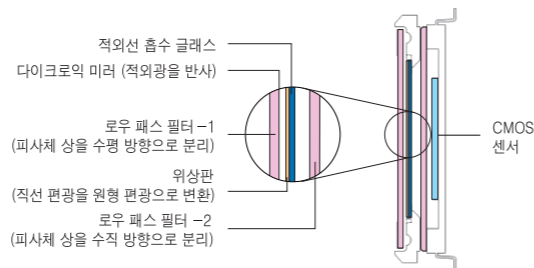 적외선 흡수 글래스
다이크로익 미러 (적외광을 반사)
로우 패스 필터 -1
(피사체 상을 수평 방향으로 분리)
위상판
(직선 편광을 원형 편광으로 변환)
로우 패스 필터 -2
(피사체 상을 수직 방향으로 분리)
CMOS
센서